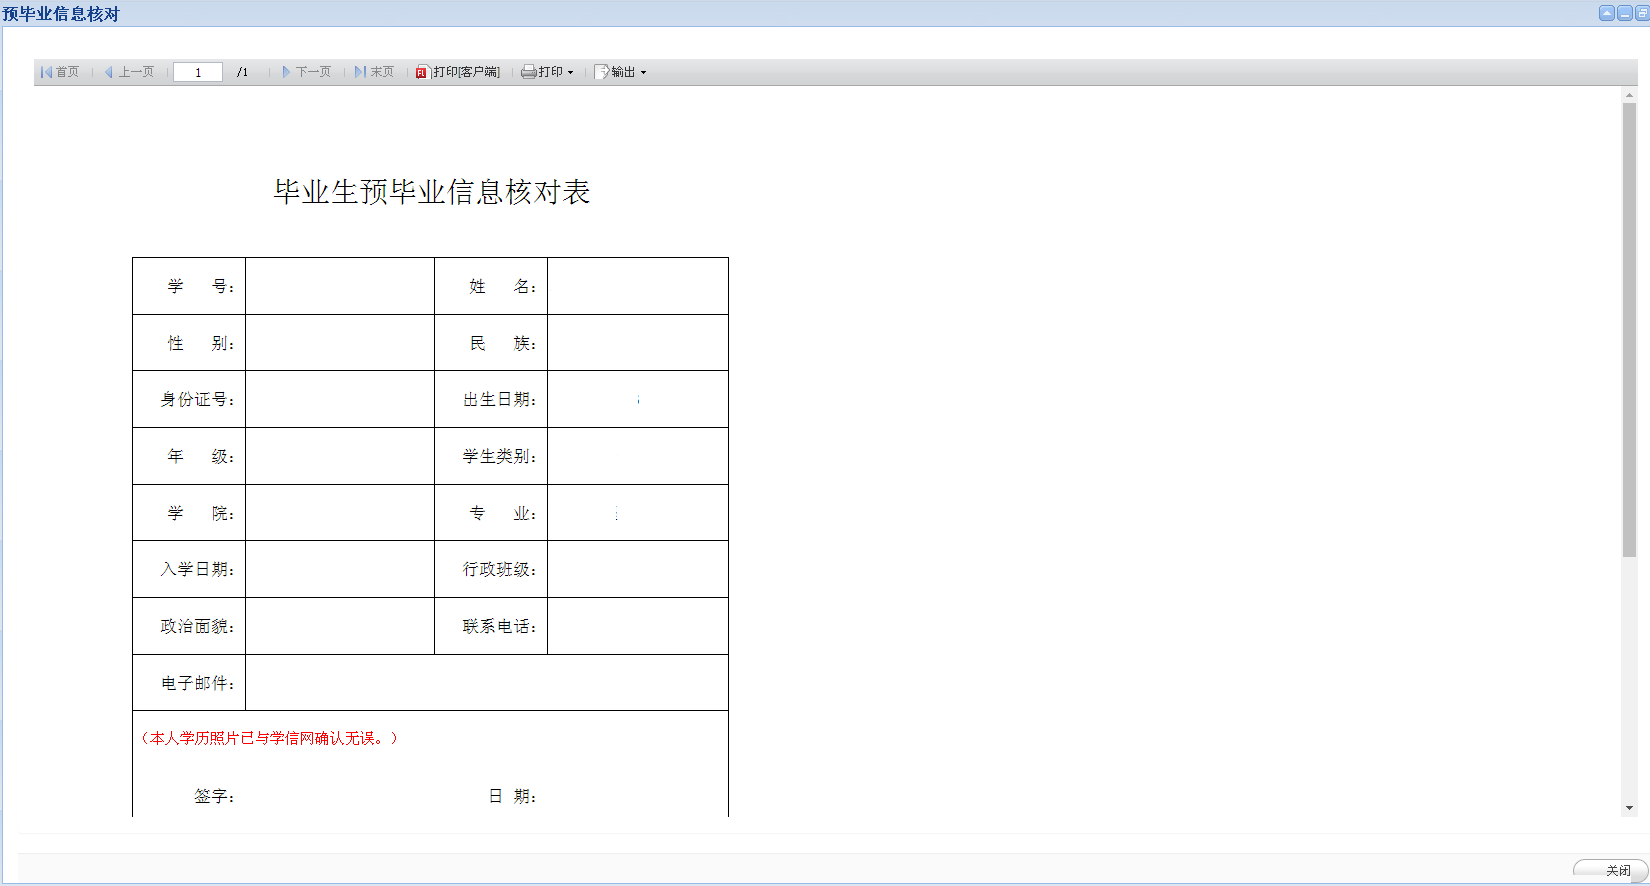 预毕业信息核对
首页 上一页 1 /1 下一页 末页 打印[客户端] 打印 输出
毕业生预毕业信息核对表
学 号： 姓 名：
性 别： 民 族：
身份证号： 出生日期：
年 级： 学生类别：
学 院： 专 业：
入学日期： 行政班级：
政治面貌： 联系电话：
电子邮件：
（本人学历照片已与学信网确认无误。）
签字： 日 期：
关闭